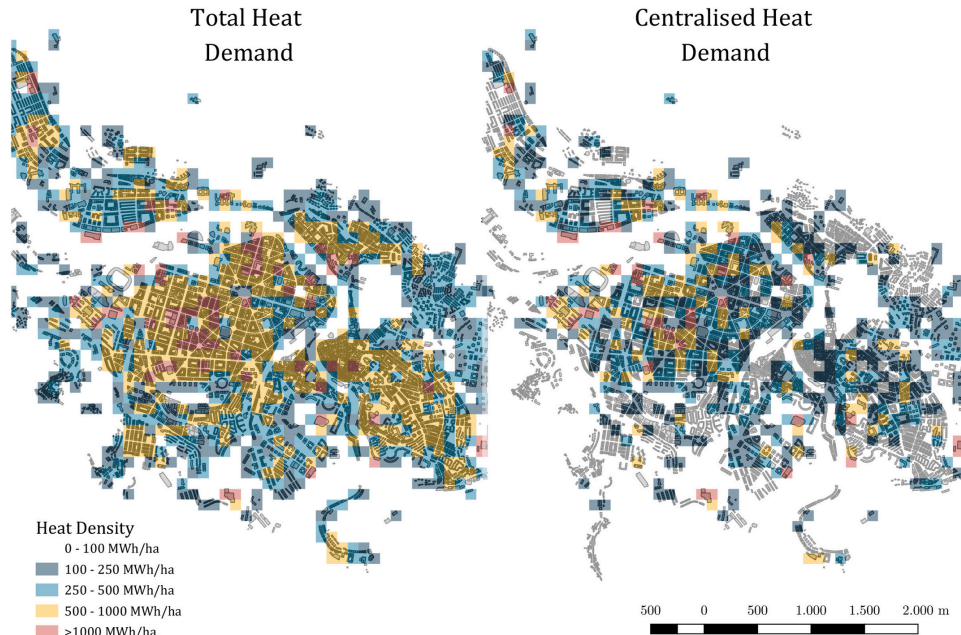 Total Heat
Demand
Centralised Heat
Demand
Heat Density
0 - 100 MWh/ha
100 - 250 MWh/ha
250 - 500 MWh/ha
500 - 1000 MWh/ha
>1000 MWh/ha
500 0 500 1.000 1.500 2.000 m